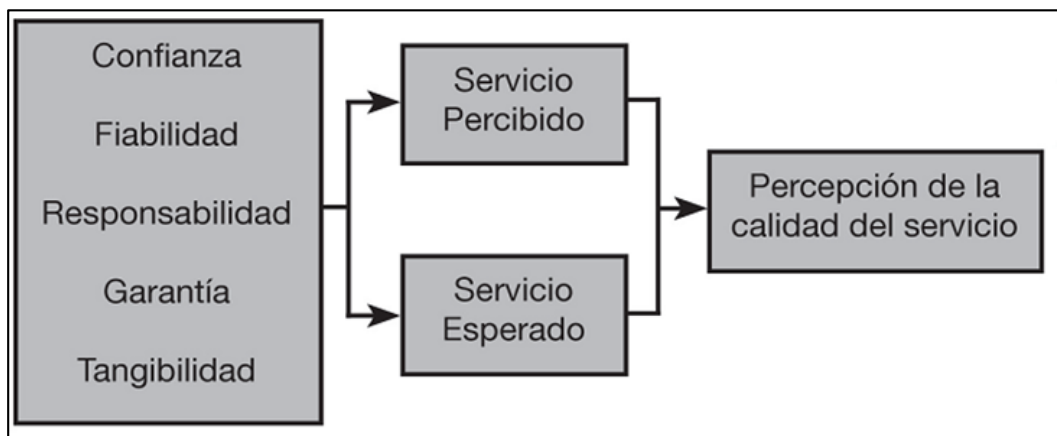 Confianza
Fiabilidad
Responsabilidad
Garantía
Tangibilidad
Servicio
Percibido
Servicio
Esperado
Percepción de la
calidad del servicio